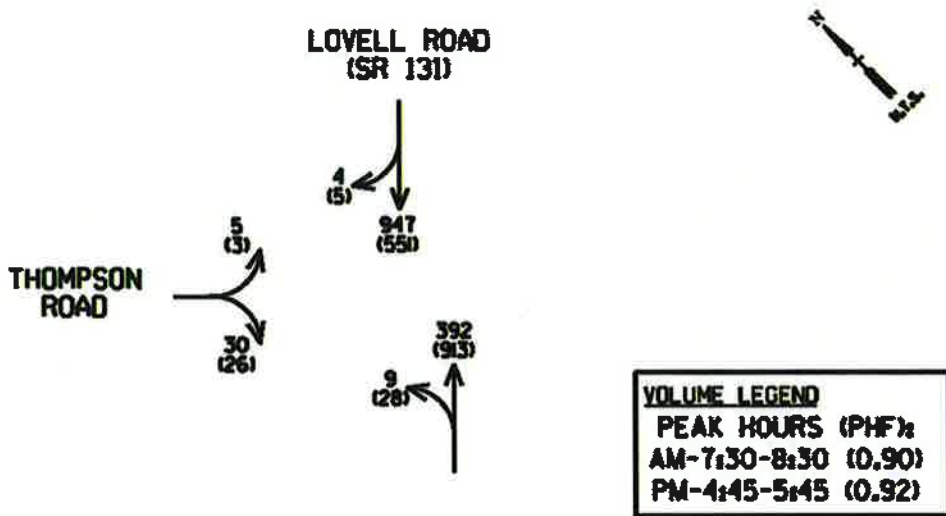 LOVELL ROAD
(SR 131)
N
N.T.S.
4
(5)
947
(551)
5
(3)
THOMPSON
ROAD
30
(26)
392
(913)
9
(28)
VOLUME LEGEND
PEAK HOURS (PHF):
AM-7:30-8:30 (0.90)
PM-4:45-5:45 (0.92)